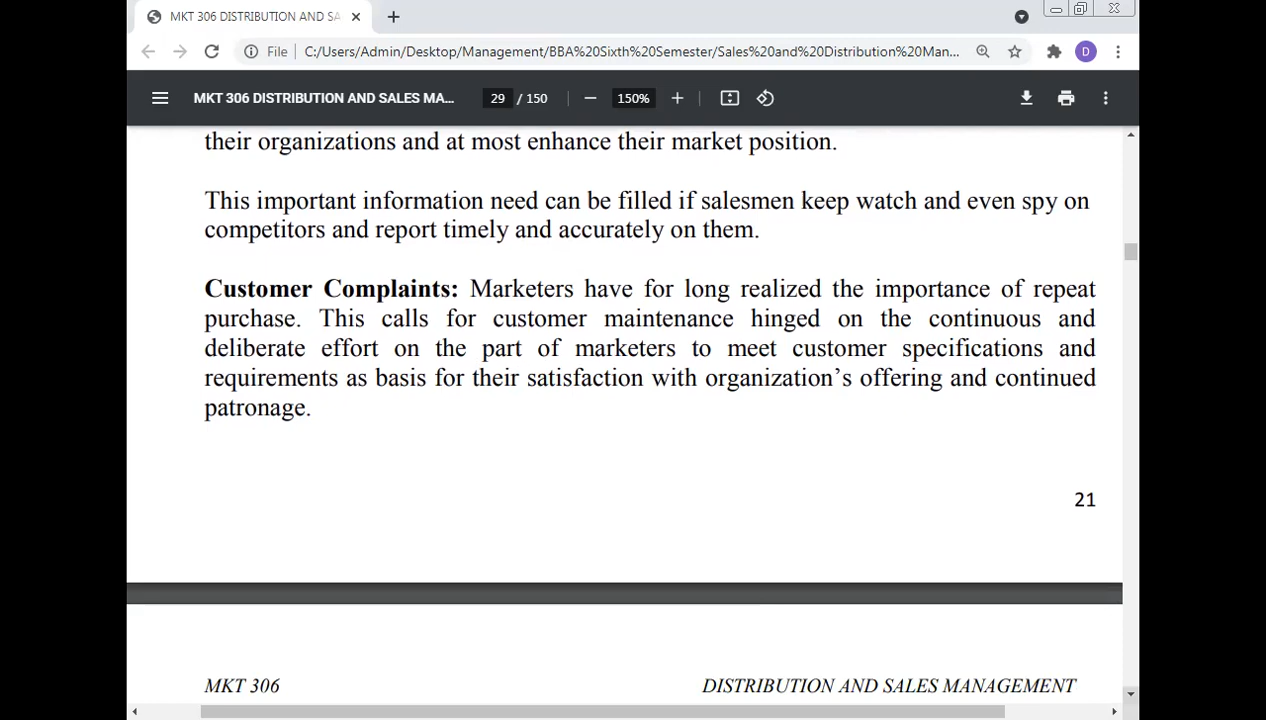 MKT 306 DISTRIBUTION AND SA
File C:/Users/Admin/Desktop/Management/BBA%20Sixth%20Semester/Sales%20and%20Distribution%20Man... D
MKT 306 DISTRIBUTION AND SALES MA... 29 / 150 150%
their organizations and at most enhance their market position.
This important information need can be filled if salesmen keep watch and even spy on
competitors and report timely and accurately on them.
Customer Complaints: Marketers have for long realized the importance of repeat
purchase. This calls for customer maintenance hinged on the continuous and
deliberate effort on the part of marketers to meet customer specifications and
requirements as basis for their satisfaction with organization’s offering and continued
patronage.
21
MKT 306 DISTRIBUTION AND SALES MANAGEMENT